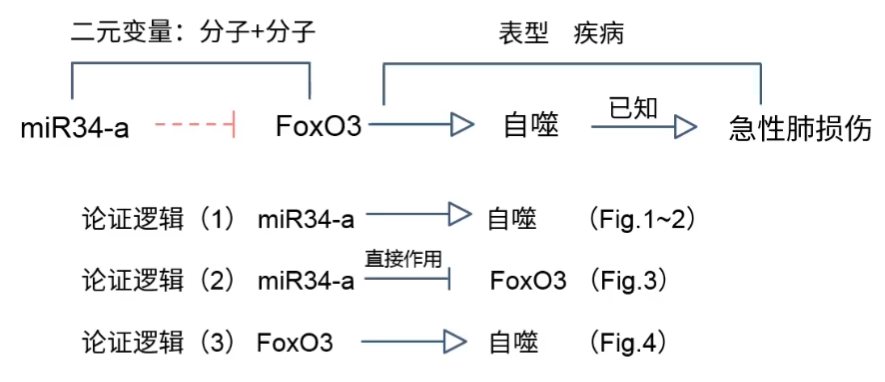 二元变量：分子+分子 表型 疾病
miR34-a FoxO3 自噬 已知 急性肺损伤
论证逻辑（1） miR34-a 自噬 （Fig.1~2）
论证逻辑（2） miR34-a 直接作用 FoxO3 （Fig.3）
论证逻辑（3） FoxO3 自噬 （Fig.4）